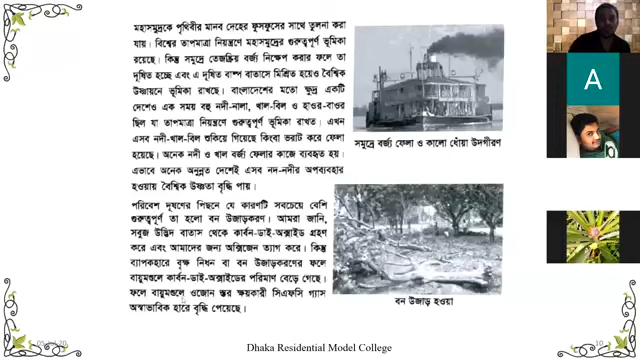 মহাসমুদ্রকে পৃথিবীর মানব দেহের ফুসফুসের সাথে তুলনা করা
যায়। বিশ্বের তাপমাত্রা নিয়ন্ত্রণে মহাসমুদ্রের গুরুত্বপূর্ণ ভূমিকা
রয়েছে। কিন্তু সমুদ্রে তেজষ্ক্রিয় বর্জ্য নিক্ষেপ করার ফলে তা
দূষিত হচ্ছে এবং এ দূষিত বাষ্প বাতাসে মিশ্রিত হয়েও বৈশ্বিক
উষ্ণায়নে ভূমিকা রাখছে। বাংলাদেশের মতো ক্ষুদ্র একটি
দেশেও এক সময় বহু নদী-নালা, খাল-বিল ও হাওর-বাওর
ছিল যা তাপমাত্রা নিয়ন্ত্রণে গুরুত্বপূর্ণ ভূমিকা রাখত। এখন
এসব নদী-খাল-বিল শুকিয়ে গিয়েছে কিংবা ভরাট করে ফেলা
হয়েছে। অনেক নদী ও খাল বর্জ্য ফেলার কাজে ব্যবহৃত হয়।
এভাবে অনেক অনুন্নত দেশেই এসব নদ-নদীর অপব্যবহার
হওয়ায় বৈশ্বিক উষ্ণতা বৃদ্ধি পায়।
সমুদ্রে বর্জ্য ফেলা ও কালো ধোঁয়া উদগীরণ
পরিবেশ দূষণের পিছনে যে কারণটি সবচেয়ে বেশি
গুরুত্বপূর্ণ তা হলো বন উজাড়করণ। আমরা জানি,
সবুজ উদ্ভিদ বাতাস থেকে কার্বন-ডাই-অক্সাইড গ্রহণ
করে এবং আমাদের জন্য অক্সিজেন ত্যাগ করে। কিন্তু
ব্যাপকহারে বৃক্ষ নিধন বা বন উজাড়করণের ফলে
বায়ুমণ্ডলে কার্বন-ডাই-অক্সাইডের পরিমাণ বেড়ে গেছে।
ফলে বায়ুমণ্ডলে ওজোন স্তর ক্ষয়কারী সিএফসি গ্যাস
অস্বাভাবিক হারে বৃদ্ধি পেয়েছে।
বন উজাড় হওয়া
A
Dhaka Residential Model College
10